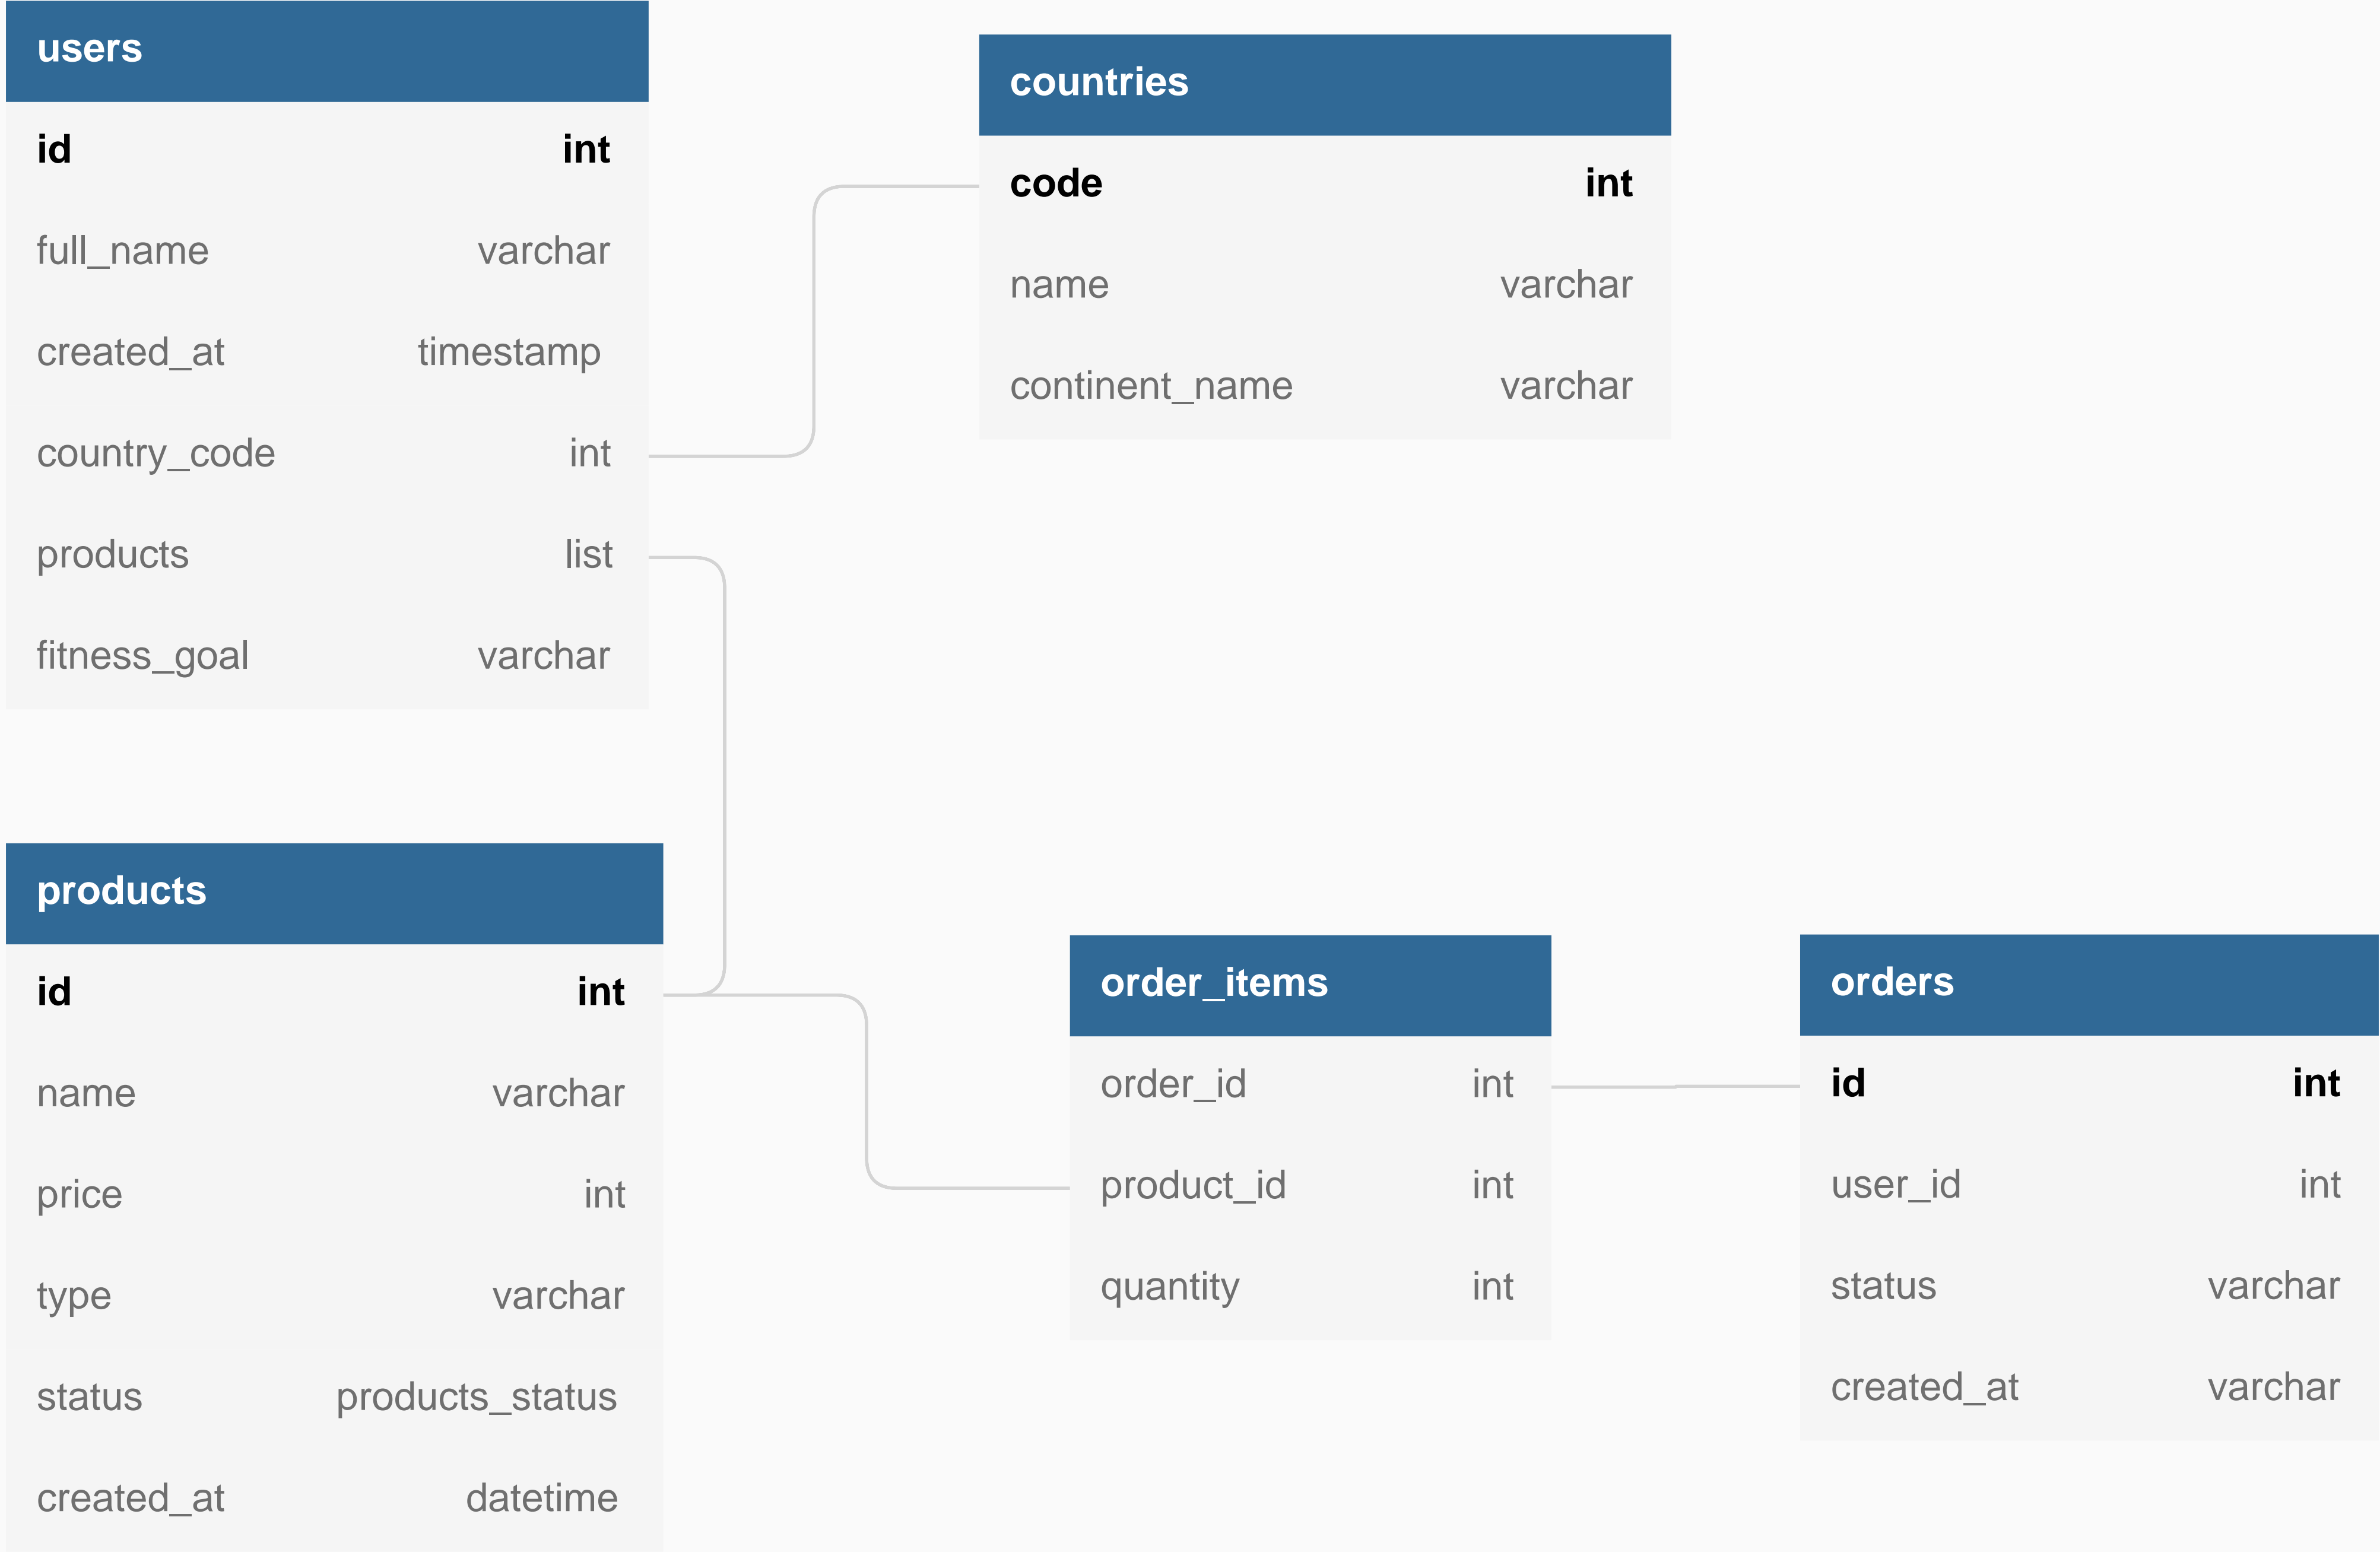 users
id int
full_name varchar
created_at timestamp
country_code int
products list
fitness_goal varchar
countries
code int
name varchar
continent_name varchar
products
id int
name varchar
price int
type varchar
status products_status
created_at datetime
order_items
order_id int
product_id int
quantity int
orders
id int
user_id int
status varchar
created_at varchar